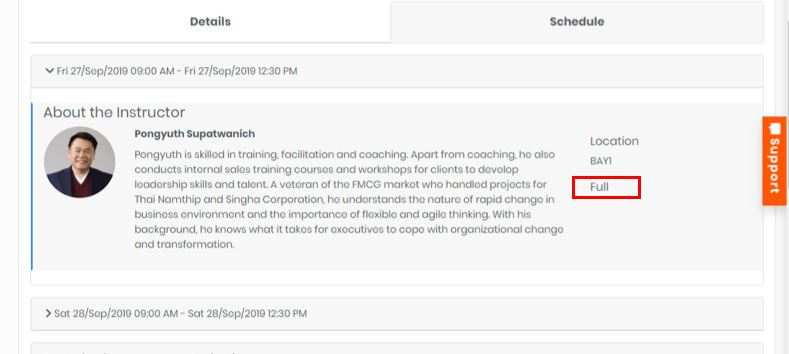 Details
Schedule
Fri 27/Sep/2019 09:00 AM - Fri 27/Sep/2019 12:30 PM
About the Instructor
Pongyuth Supatwanich
Pongyuth is skilled in training, facilitation and coaching. Apart from coaching, he also
conducts internal sales training courses and workshops for clients to develop
leadership skills and talent. A veteran of the FMCG market who handled projects for
Thai Namthip and Singha Corporation, he understands the nature of rapid change in
business environment and the importance of flexible and agile thinking. With his
background, he knows what it takes for executives to cope with organizational change
and transformation.
Location
BAY1
Full
Support
Sat 28/Sep/2019 09:00 AM - Sat 28/Sep/2019 12:30 PM